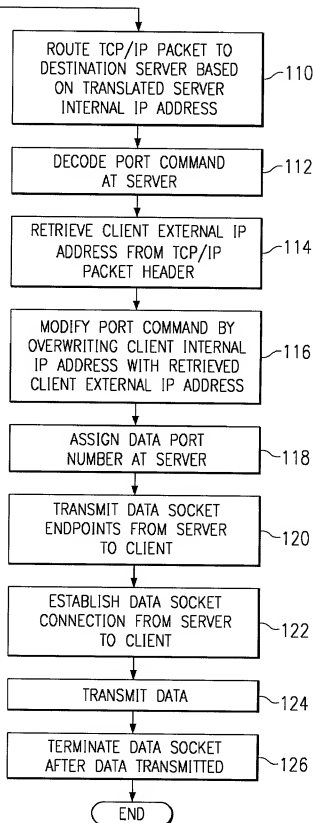 ROUTE TCP/IP PACKET TO
DESTINATION SERVER BASED
ON TRANSLATED SERVER
INTERNAL IP ADDRESS
110
DECODE PORT COMMAND
AT SERVER
112
RETRIEVE CLIENT EXTERNAL IP
ADDRESS FROM TCP/IP
PACKET HEADER
114
MODIFY PORT COMMAND BY
OVERWRITING CLIENT INTERNAL
IP ADDRESS WITH RETRIEVED
CLIENT EXTERNAL IP ADDRESS
116
ASSIGN DATA PORT
NUMBER AT SERVER
118
TRANSMIT DATA SOCKET
ENDPOINTS FROM SERVER
TO CLIENT
120
ESTABLISH DATA SOCKET
CONNECTION FROM SERVER
TO CLIENT
122
TRANSMIT DATA
124
TERMINATE DATA SOCKET
AFTER DATA TRANSMITTED
126
END